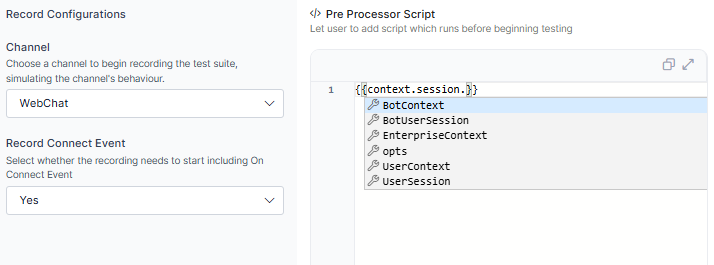 Record Configurations
Channel
Choose a channel to begin recording the test suite,
simulating the channel's behaviour.
WebChat
Record Connect Event
Select whether the recording needs to start including On
Connect Event
Yes
</> Pre Processor Script
Let user to add script which runs before beginning testing
1 {{context.session.}}
BotContext
BotUserSession
EnterpriseContext
opts
UserContext
UserSession